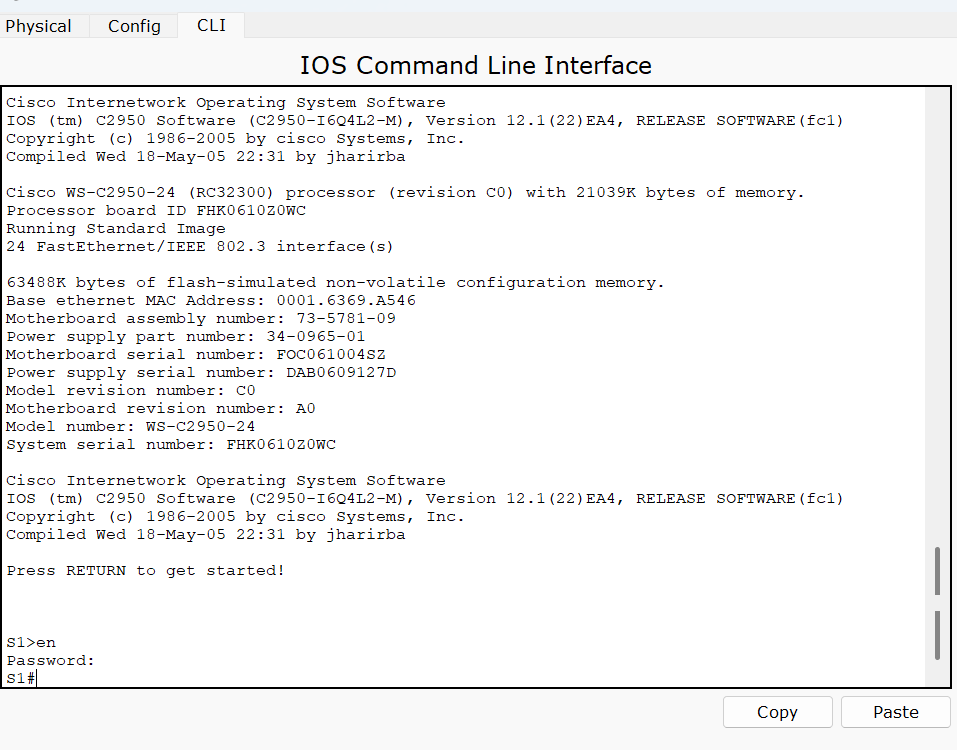 Physical Config CLI
IOS Command Line Interface
Cisco Internetwork Operating System Software
IOS (tm) C2950 Software (C2950-I6Q4L2-M), Version 12.1(22)EA4, RELEASE SOFTWARE(fc1)
Copyright (c) 1986-2005 by cisco Systems, Inc.
Compiled Wed 18-May-05 22:31 by jharirba
Cisco WS-C2950-24 (RC32300) processor (revision C0) with 21039K bytes of memory.
Processor board ID FHK0610Z0WC
Running Standard Image
24 FastEthernet/IEEE 802.3 interface(s)
63488K bytes of flash-simulated non-volatile configuration memory.
Base ethernet MAC Address: 0001.6369.A546
Motherboard assembly number: 73-5781-09
Power supply part number: 34-0965-01
Motherboard serial number: FOC061004SZ
Power supply serial number: DAB0609127D
Model revision number: C0
Motherboard revision number: A0
Model number: WS-C2950-24
System serial number: FHK0610Z0WC
Cisco Internetwork Operating System Software
IOS (tm) C2950 Software (C2950-I6Q4L2-M), Version 12.1(22)EA4, RELEASE SOFTWARE(fc1)
Copyright (c) 1986-2005 by cisco Systems, Inc.
Compiled Wed 18-May-05 22:31 by jharirba
Press RETURN to get started!
S1>en
Password:
S1#
Copy Paste